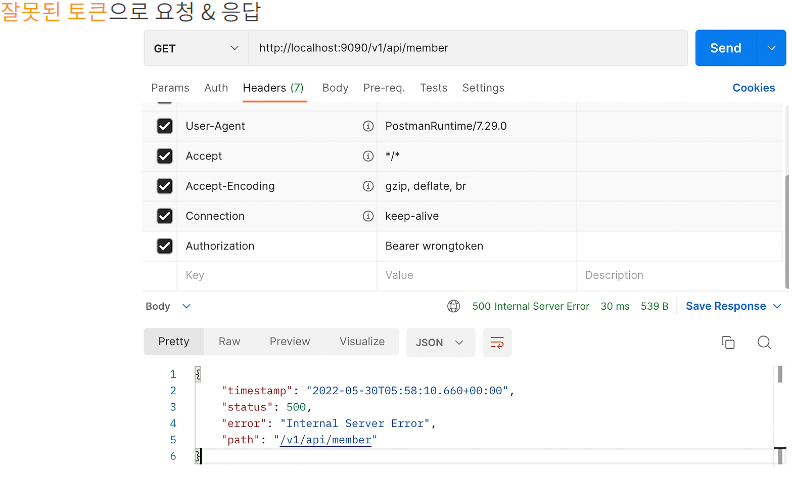 잘못된 토큰으로 요청 & 응답
GET http://localhost:9090/v1/api/member Send
Params Auth Headers (7) Body Pre-req. Tests Settings Cookies
User-Agent PostmanRuntime/7.29.0
Accept */*
Accept-Encoding gzip, deflate, br
Connection keep-alive
Authorization Bearer wrongtoken
Key Value Description
Body 500 Internal Server Error 30 ms 539 B Save Response
Pretty Raw Preview Visualize JSON
1 {
2 "timestamp": "2022-05-30T05:58:10.660+00:00",
3 "status": 500,
4 "error": "Internal Server Error",
5 "path": "/v1/api/member"
6 }